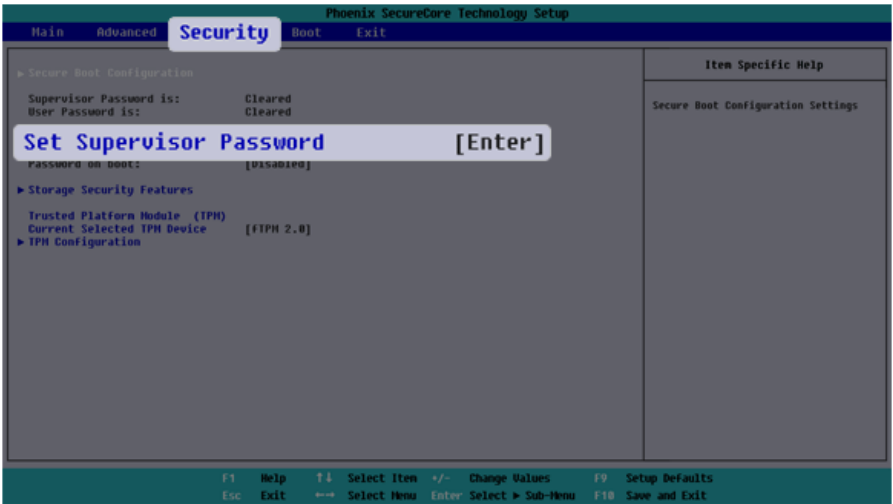 Phoenix SecureCore Technology Setup
Main Advanced Security Boot Exit
▶ Secure Boot Configuration
Supervisor Password is: Cleared
User Password is: Cleared
Set Supervisor Password [Enter]
Password on boot: [Disabled]
▶ Storage Security Features
Trusted Platform Module (TPM)
Current Selected TPM Device [fTPM 2.0]
▶ TPM Configuration
Item Specific Help
Secure Boot Configuration Settings
F1 Help ↑↓ Select Item +/- Change Values F9 Setup Defaults
Esc Exit ←→ Select Menu Enter Select ▶ Sub-Menu F10 Save and Exit